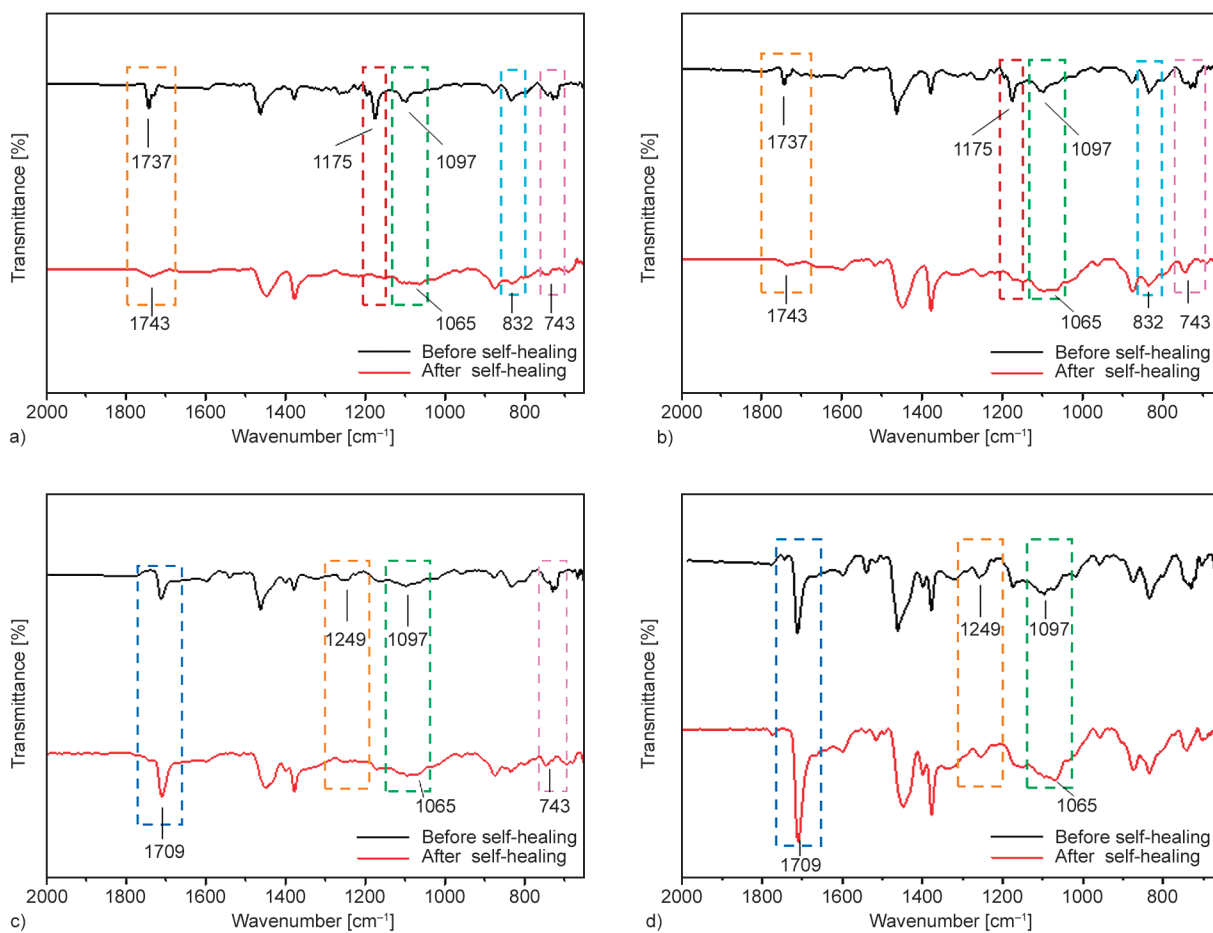 1737
1175
1097
1743
1065
832
743
Before self-healing
After self-healing
Transmittance [%]
2000
1800
1600
1400
1200
1000
800
Wavenumber [cm⁻¹]
a)
1737
1175
1097
1743
1065
832
743
Before self-healing
After self-healing
Transmittance [%]
2000
1800
1600
1400
1200
1000
800
Wavenumber [cm⁻¹]
b)
1249
1097
1065
743
1709
Before self-healing
After self-healing
Transmittance [%]
2000
1800
1600
1400
1200
1000
800
Wavenumber [cm⁻¹]
c)
1249
1097
1065
1709
Before self-healing
After self-healing
Transmittance [%]
2000
1800
1600
1400
1200
1000
800
Wavenumber [cm⁻¹]
d)